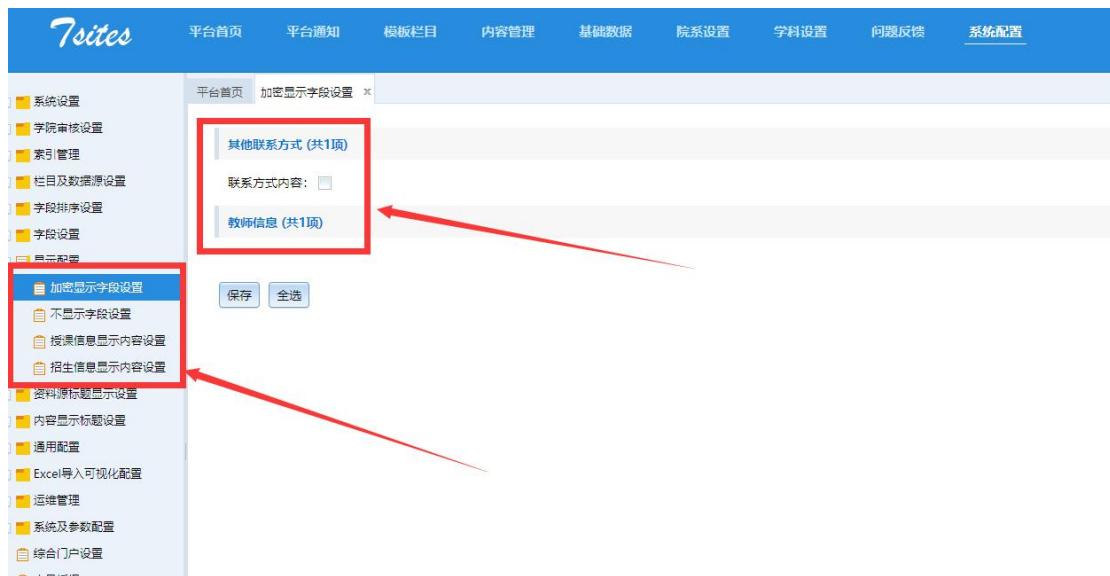 Tsites 平台首页 平台通知 模板栏目 内容管理 基础数据 院系设置 学科设置 问题反馈 系统配置
平台首页 加密显示字段设置 ×
系统设置
学院审核设置
索引管理
栏目及数据源设置
字段排序设置
字段设置
显示配置
加密显示字段设置
不显示字段设置
授课信息显示内容设置
招生信息显示内容设置
资料源标题显示设置
内容显示标题设置
通用配置
Excel导入可视化配置
运维管理
系统及参数配置
综合门户设置
其他联系方式 (共1项)
联系方式内容：
教师信息 (共1项)
保存 全选